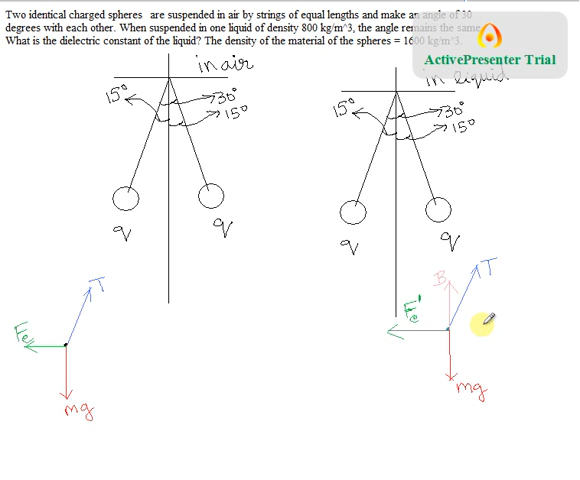 Two identical charged spheres are suspended in air by strings of equal lengths and make an angle of 30
degrees with each other. When suspended in one liquid of density 800 kg/m^3, the angle remains the same.
What is the dielectric constant of the liquid? The density of the material of the spheres = 1600 kg/m^3.
ActivePresenter Trial
in air
in liquid
15°
30°
15°
15°
30°
15°
q
q
q
q
T
Fe
mg
B
T
Fe'
mg